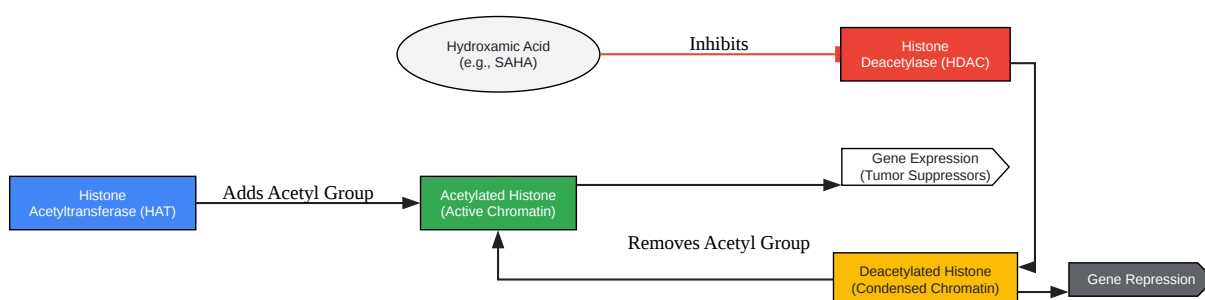 Hydroxamic Acid
(e.g., SAHA)
Inhibits
Histone
Deacetylase (HDAC)
Gene Expression
(Tumor Suppressors)
Histone
Acetyltransferase (HAT)
Adds Acetyl Group
Acetylated Histone
(Active Chromatin)
Removes Acetyl Group
Deacetylated Histone
(Condensed Chromatin)
Gene Repression